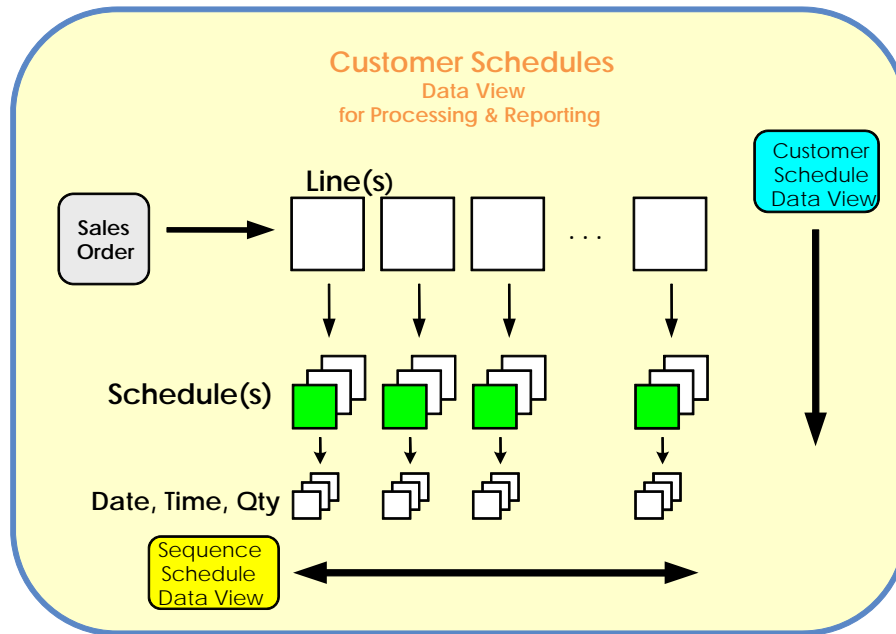 Customer Schedules
Data View
for Processing & Reporting
Customer
Schedule
Data View
Line(s)
Sales
Order
. . .
Schedule(s)
Date, Time, Qty
Sequence
Schedule
Data View